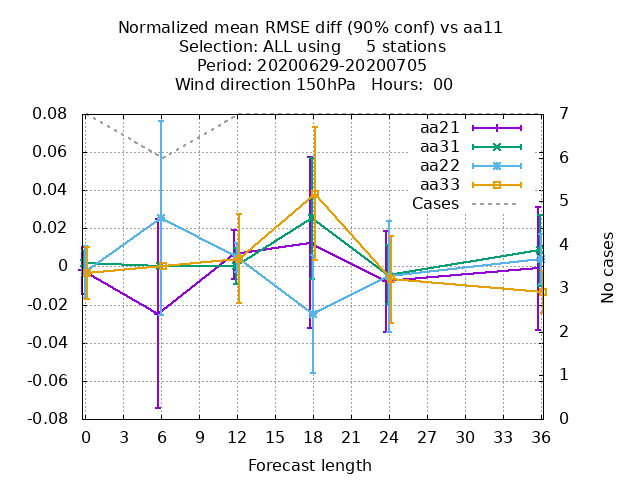 Normalized mean RMSE diff (90% conf) vs aa11
Selection: ALL using     5 stations
Period: 20200629-20200705
Wind direction 150hPa   Hours:  00
0.08
0.06
0.04
0.02
0
-0.02
-0.04
-0.06
-0.08
7
6
5
4
3
2
1
0
aa21
aa31
aa22
aa33
Cases
No cases
0 3 6 9 12 15 18 21 24 27 30 33 36
Forecast length